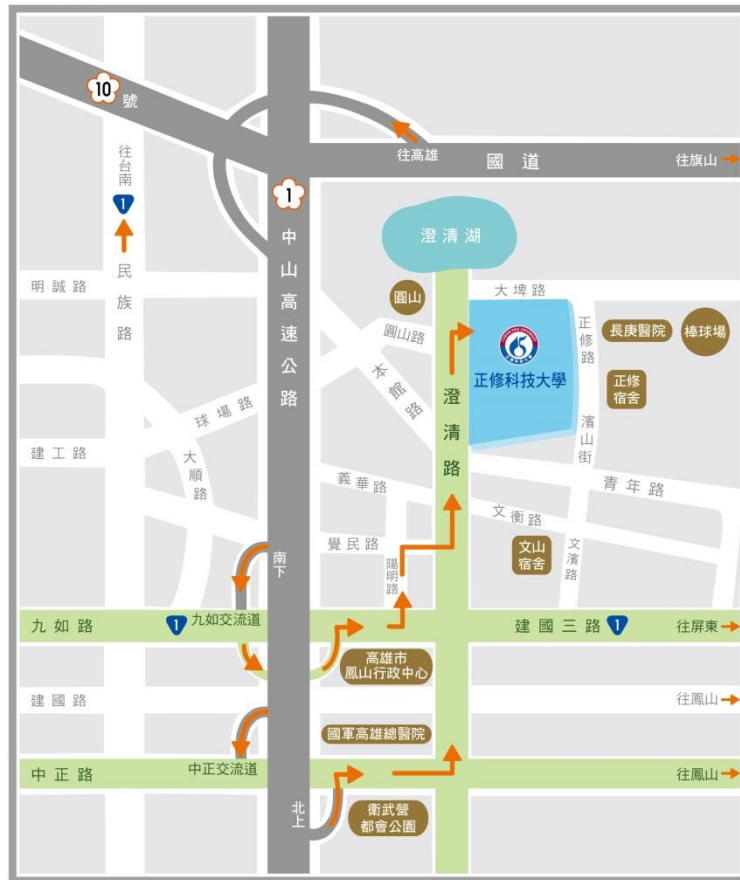 10
號
往台南
1
往高雄
國道
往旗山
1
中山高速公路
澄清湖
民族路
明誠路
圓山
大埤路
圓山路
正修路
長庚醫院
棒球場
正修科技大學
正修
宿舍
本館路
澄清路
球場路
濱山街
建工路
大順路
義華路
青年路
文衡路
覺民路
南下
陽明路
文山
宿舍
文濱路
九如路
1
九如交流道
建國三路
1
往屏東
高雄市
鳳山行政中心
建國路
往鳳山
國軍高雄總醫院
中正路
中正交流道
往鳳山
北上
衛武營
都會公園